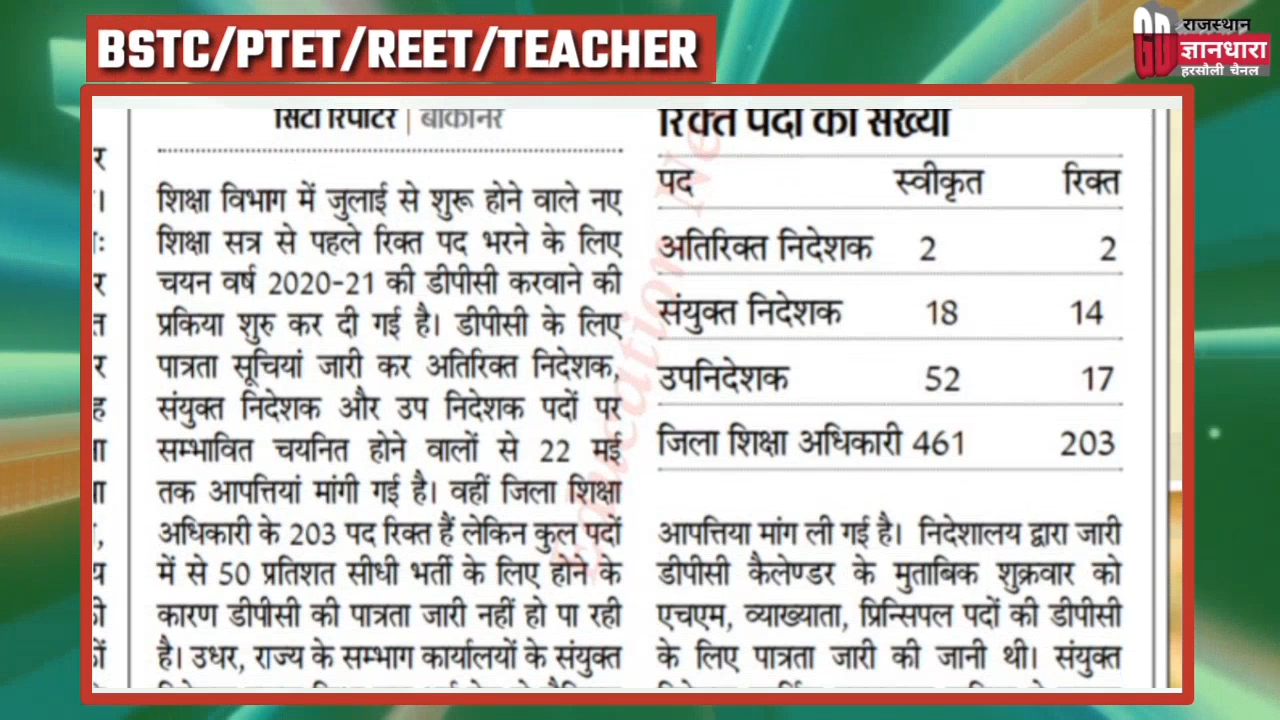 BSTC/PTET/REET/TEACHER
GD
राजस्थान
ज्ञानधारा
हरसौली चैनल
सिटी रिपोर्टर | बीकानेर
शिक्षा विभाग में जुलाई से शुरू होने वाले नए
शिक्षा सत्र से पहले रिक्त पद भरने के लिए
चयन वर्ष 2020-21 की डीपीसी करवाने की
प्रकिया शुरु कर दी गई है। डीपीसी के लिए
पात्रता सूचियां जारी कर अतिरिक्त निदेशक,
संयुक्त निदेशक और उप निदेशक पदों पर
सम्भावित चयनित होने वालों से 22 मई
तक आपत्तियां मांगी गई है। वहीं जिला शिक्षा
अधिकारी के 203 पद रिक्त हैं लेकिन कुल पदों
में से 50 प्रतिशत सीधी भर्ती के लिए होने के
कारण डीपीसी की पात्रता जारी नहीं हो पा रही
है। उधर, राज्य के सम्भाग कार्यालयों के संयुक्त
रिक्त पदों की संख्या
पद स्वीकृत रिक्त
अतिरिक्त निदेशक 2 2
संयुक्त निदेशक 18 14
उपनिदेशक 52 17
जिला शिक्षा अधिकारी 461 203
आपत्तिया मांग ली गई है। निदेशालय द्वारा जारी
डीपीसी कैलेण्डर के मुताबिक शुक्रवार को
एचएम, व्याख्याता, प्रिन्सिपल पदों की डीपीसी
के लिए पात्रता जारी की जानी थी। संयुक्त
Education Ne